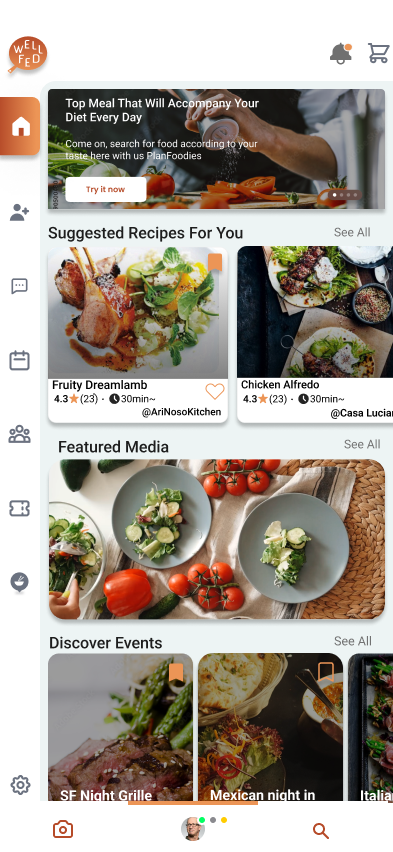 WELL
FED
Top Meal That Will Accompany Your
Diet Every Day
Come on, search for food according to your
taste here with us PlanFoodies
Try it now
Suggested Recipes For You
See All
Fruity Dreamlamb
4.3 (23) · 30min~
@AriNosoKitchen
Chicken Alfredo
4.3 (23) · 30min~
@Casa Lucian
Featured Media
See All
Discover Events
See All
SF Night Grille
Mexican night in
Italia